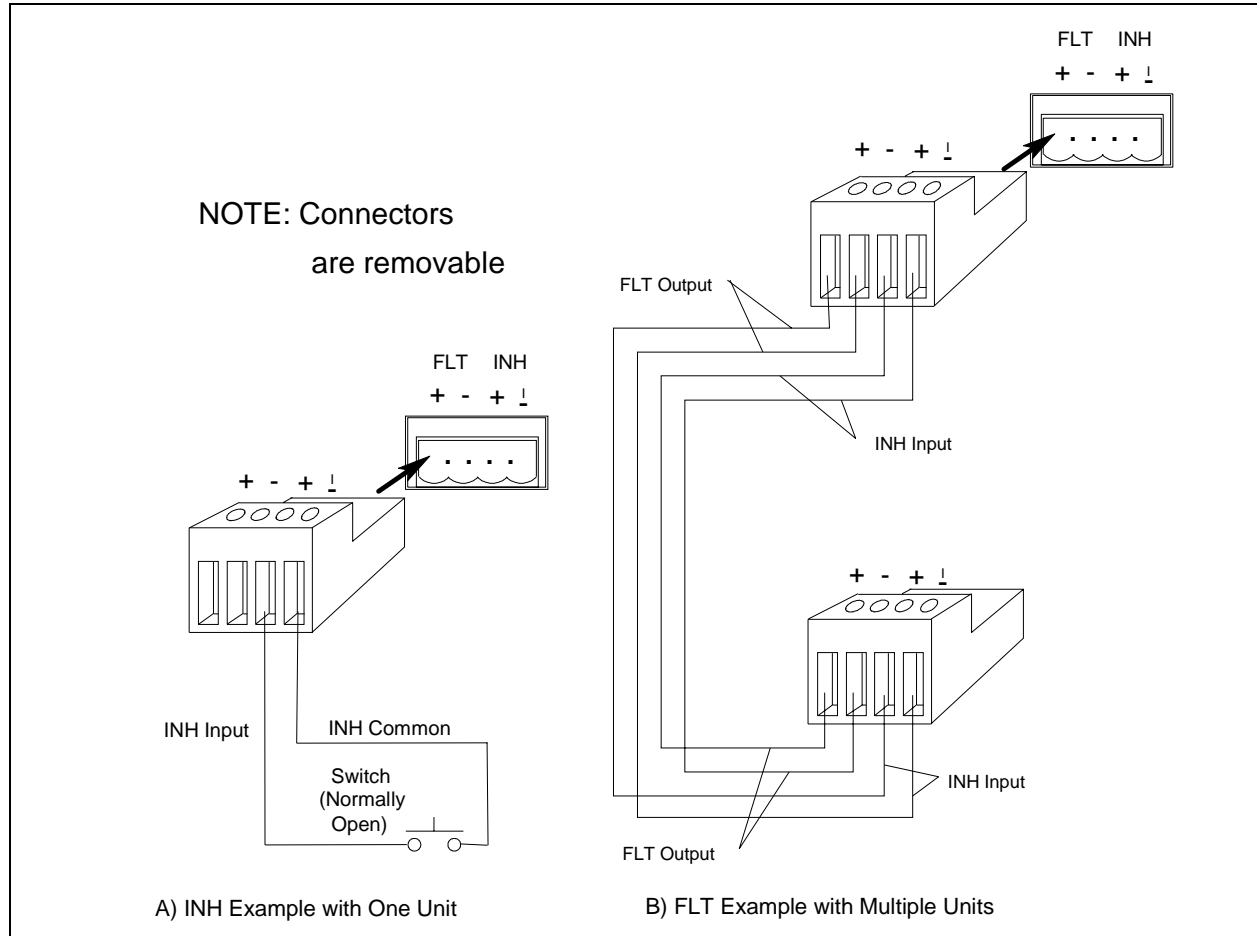 FLT INH
+ - + ⏊
+ - + ⏊
NOTE: Connectors
are removable
FLT Output
INH Input
FLT INH
+ - + ⏊
+ - + ⏊
INH Input
INH Common
Switch
(Normally
Open)
+ - + ⏊
INH Input
FLT Output
A) INH Example with One Unit
B) FLT Example with Multiple Units